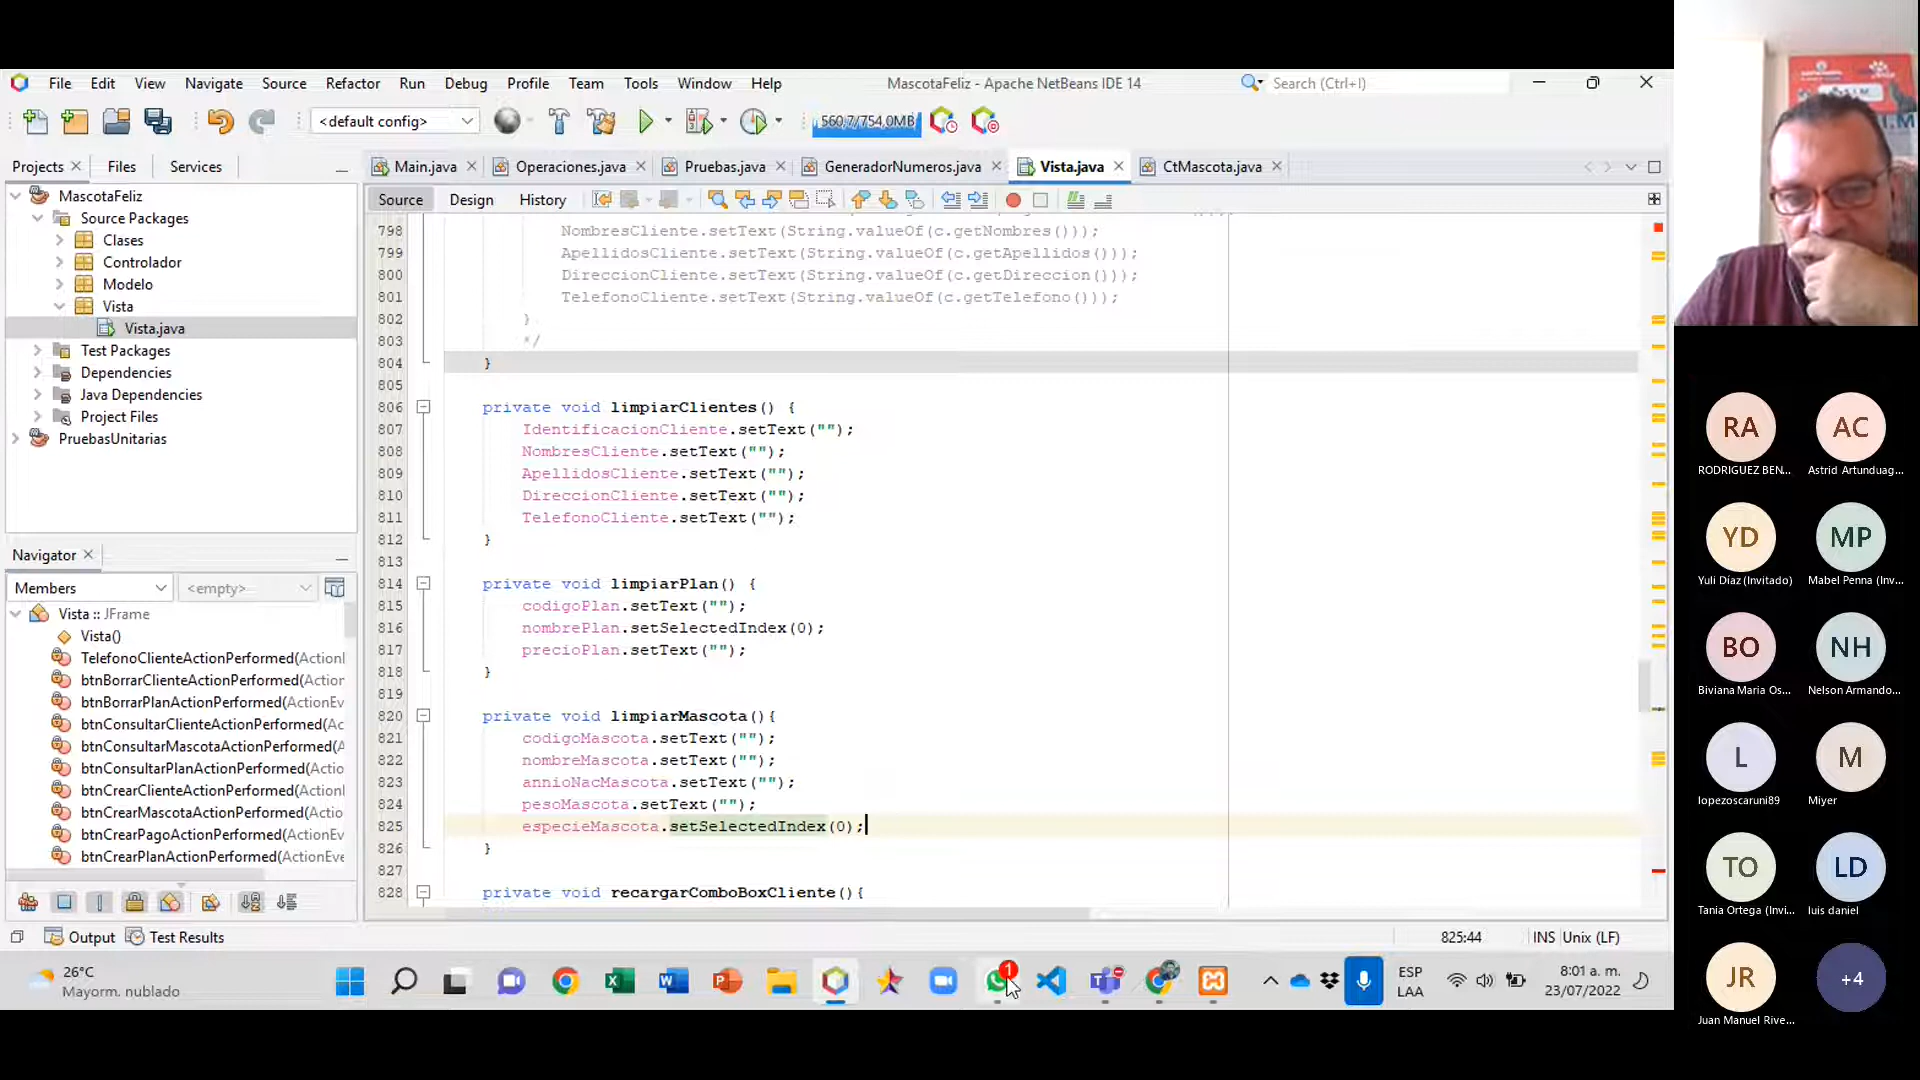 File Edit View Navigate Source Refactor Run Debug Profile Team Tools Window Help
MascotaFeliz - Apache NetBeans IDE 14
Search (Ctrl+I)
<default config>
560,7/754,0MB
Projects Files Services
Main.java Operaciones.java Pruebas.java GeneradorNumeros.java Vista.java CtMascota.java
Source Design History
MascotaFeliz
Source Packages
Clases
Controlador
Modelo
Vista
Vista.java
Test Packages
Dependencies
Java Dependencies
Project Files
PruebasUnitarias
Navigator
Members <empty>
Vista :: JFrame
Vista()
TelefonoClienteActionPerformed(ActionI
btnBorrarClienteActionPerformed(Action
btnBorrarPlanActionPerformed(ActionEv
btnConsultarClienteActionPerformed(Ac
btnConsultarMascotaActionPerformed(A
btnConsultarPlanActionPerformed(Actio
btnCrearClienteActionPerformed(Action
btnCrearMascotaActionPerformed(Action
btnCrearPagoActionPerformed(ActionEv
btnCrearPlanActionPerformed(ActionEve
798 NombresCliente.setText(String.valueOf(c.getNombres()));
799 ApellidosCliente.setText(String.valueOf(c.getApellidos()));
800 DireccionCliente.setText(String.valueOf(c.getDireccion()));
801 TelefonoCliente.setText(String.valueOf(c.getTelefono()));
802 }
803 */
804 }
805
806 private void limpiarClientes() {
807 IdentificacionCliente.setText("");
808 NombresCliente.setText("");
809 ApellidosCliente.setText("");
810 DireccionCliente.setText("");
811 TelefonoCliente.setText("");
812 }
813
814 private void limpiarPlan() {
815 codigoPlan.setText("");
816 nombrePlan.setSelectedIndex(0);
817 precioPlan.setText("");
818 }
819
820 private void limpiarMascota(){
821 codigoMascota.setText("");
822 nombreMascota.setText("");
823 annioNacMascota.setText("");
824 pesoMascota.setText("");
825 especieMascota.setSelectedIndex(0);
826 }
827
828 private void recargarComboBoxCliente(){
Output Test Results
825:44 INS Unix (LF)
26°C
Mayorm. nublado
1
ESP
LAA
8:01 a. m.
23/07/2022
RA AC
RODRIGUEZ BEN... Astrid Artunduag...
YD MP
Yuli Díaz (Invitado) Mabel Penna (Inv...
BO NH
Biviana Maria Os... Nelson Armando...
L M
lopezoscaruni89 Miyer
TO LD
Tania Ortega (Invi... luis daniel
JR +4
Juan Manuel Rive...